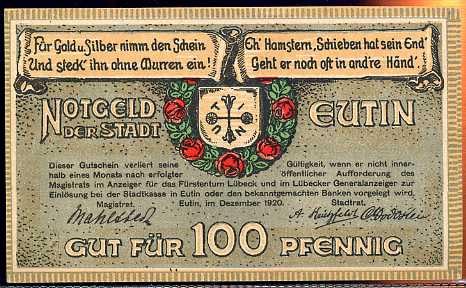 Für Gold u. Silber nimm den Schein
Und steck' ihn ohne Murren ein!
Eh' Hamstern, Schieben hat sein End'
Geht er noch oft in and're Händ'.
NOTGELD
DER STADT
EUTIN
Dieser Gutschein verliert seine Gültigkeit, wenn er nicht inner-
halb eines Monats nach erfolgter öffentlicher Aufforderung des
Magistrats im Anzeiger für das Fürstentum Lübeck und im Lübecker Generalanzeiger zur
Einlösung bei der Stadtkasse in Eutin oder den bekanntgemachten Banken vorgelegt wird.
Magistrat. Eutin, im Dezember 1920. Stadtrat.
GUT FÜR 100 PFENNIG